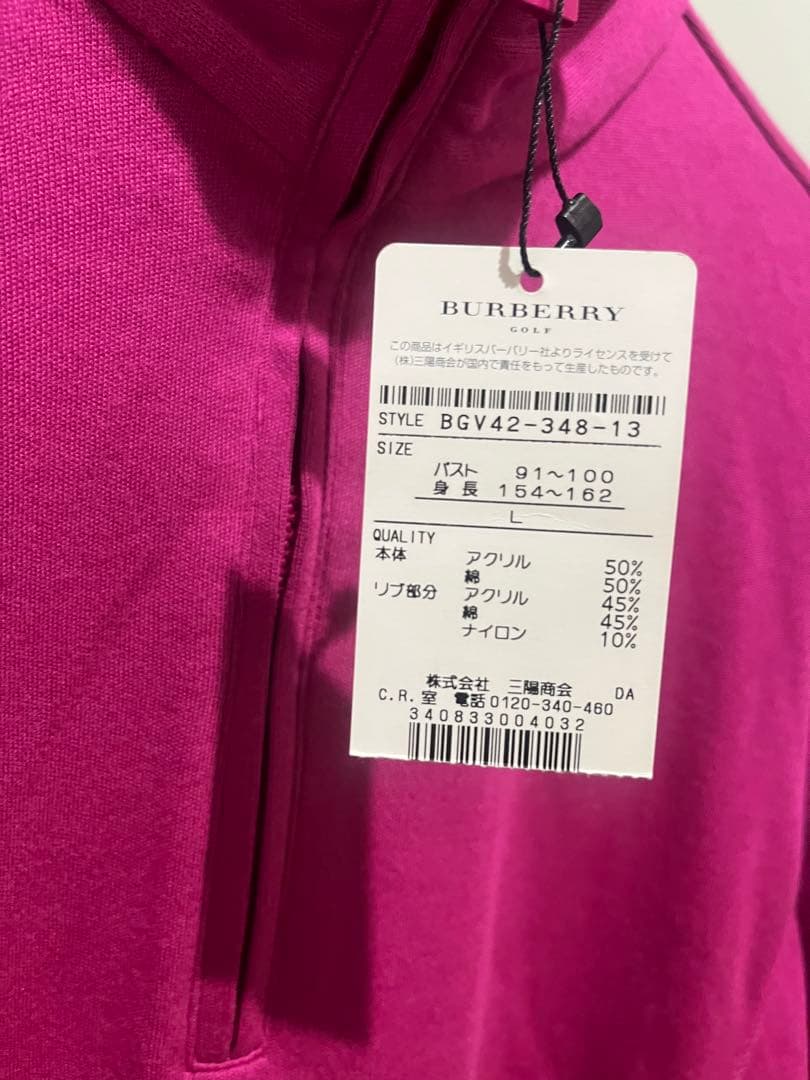 BURBERRY
GOLF
この商品はイギリスバーバリー社よりライセンスを受けて
(株)三陽商会が国内で責任をもって生産したものです。
STYLE BGV42-348-13
SIZE
バスト 91〜100
身長 154〜162
L
QUALITY
本体 アクリル 50%
綿 50%
リブ部分 アクリル 45%
綿 45%
ナイロン 10%
株式会社 三陽商会 DA
C.R.室 電話0120-340-460
340833004032